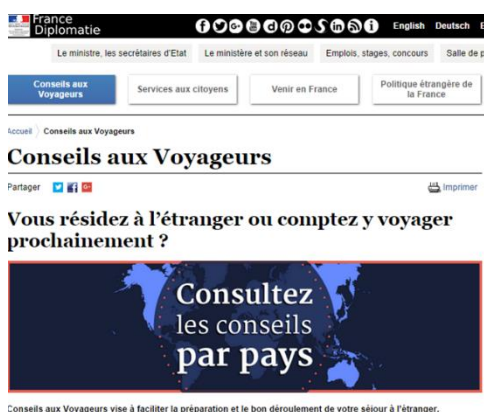 France
Diplomatie
English Deutsch E
Le ministre, les secrétaires d'Etat Le ministère et son réseau Emplois, stages, concours Salle de p
Conseils aux
Voyageurs
Services aux citoyens
Venir en France
Politique étrangère de
la France
Accueil Conseils aux Voyageurs
Conseils aux Voyageurs
Partager Imprimer
Vous résidez à l'étranger ou comptez y voyager
prochainement ?
Consultez
les conseils
par pays
Conseils aux Voyageurs vise à faciliter la préparation et le bon déroulement de votre séjour à l'étranger.